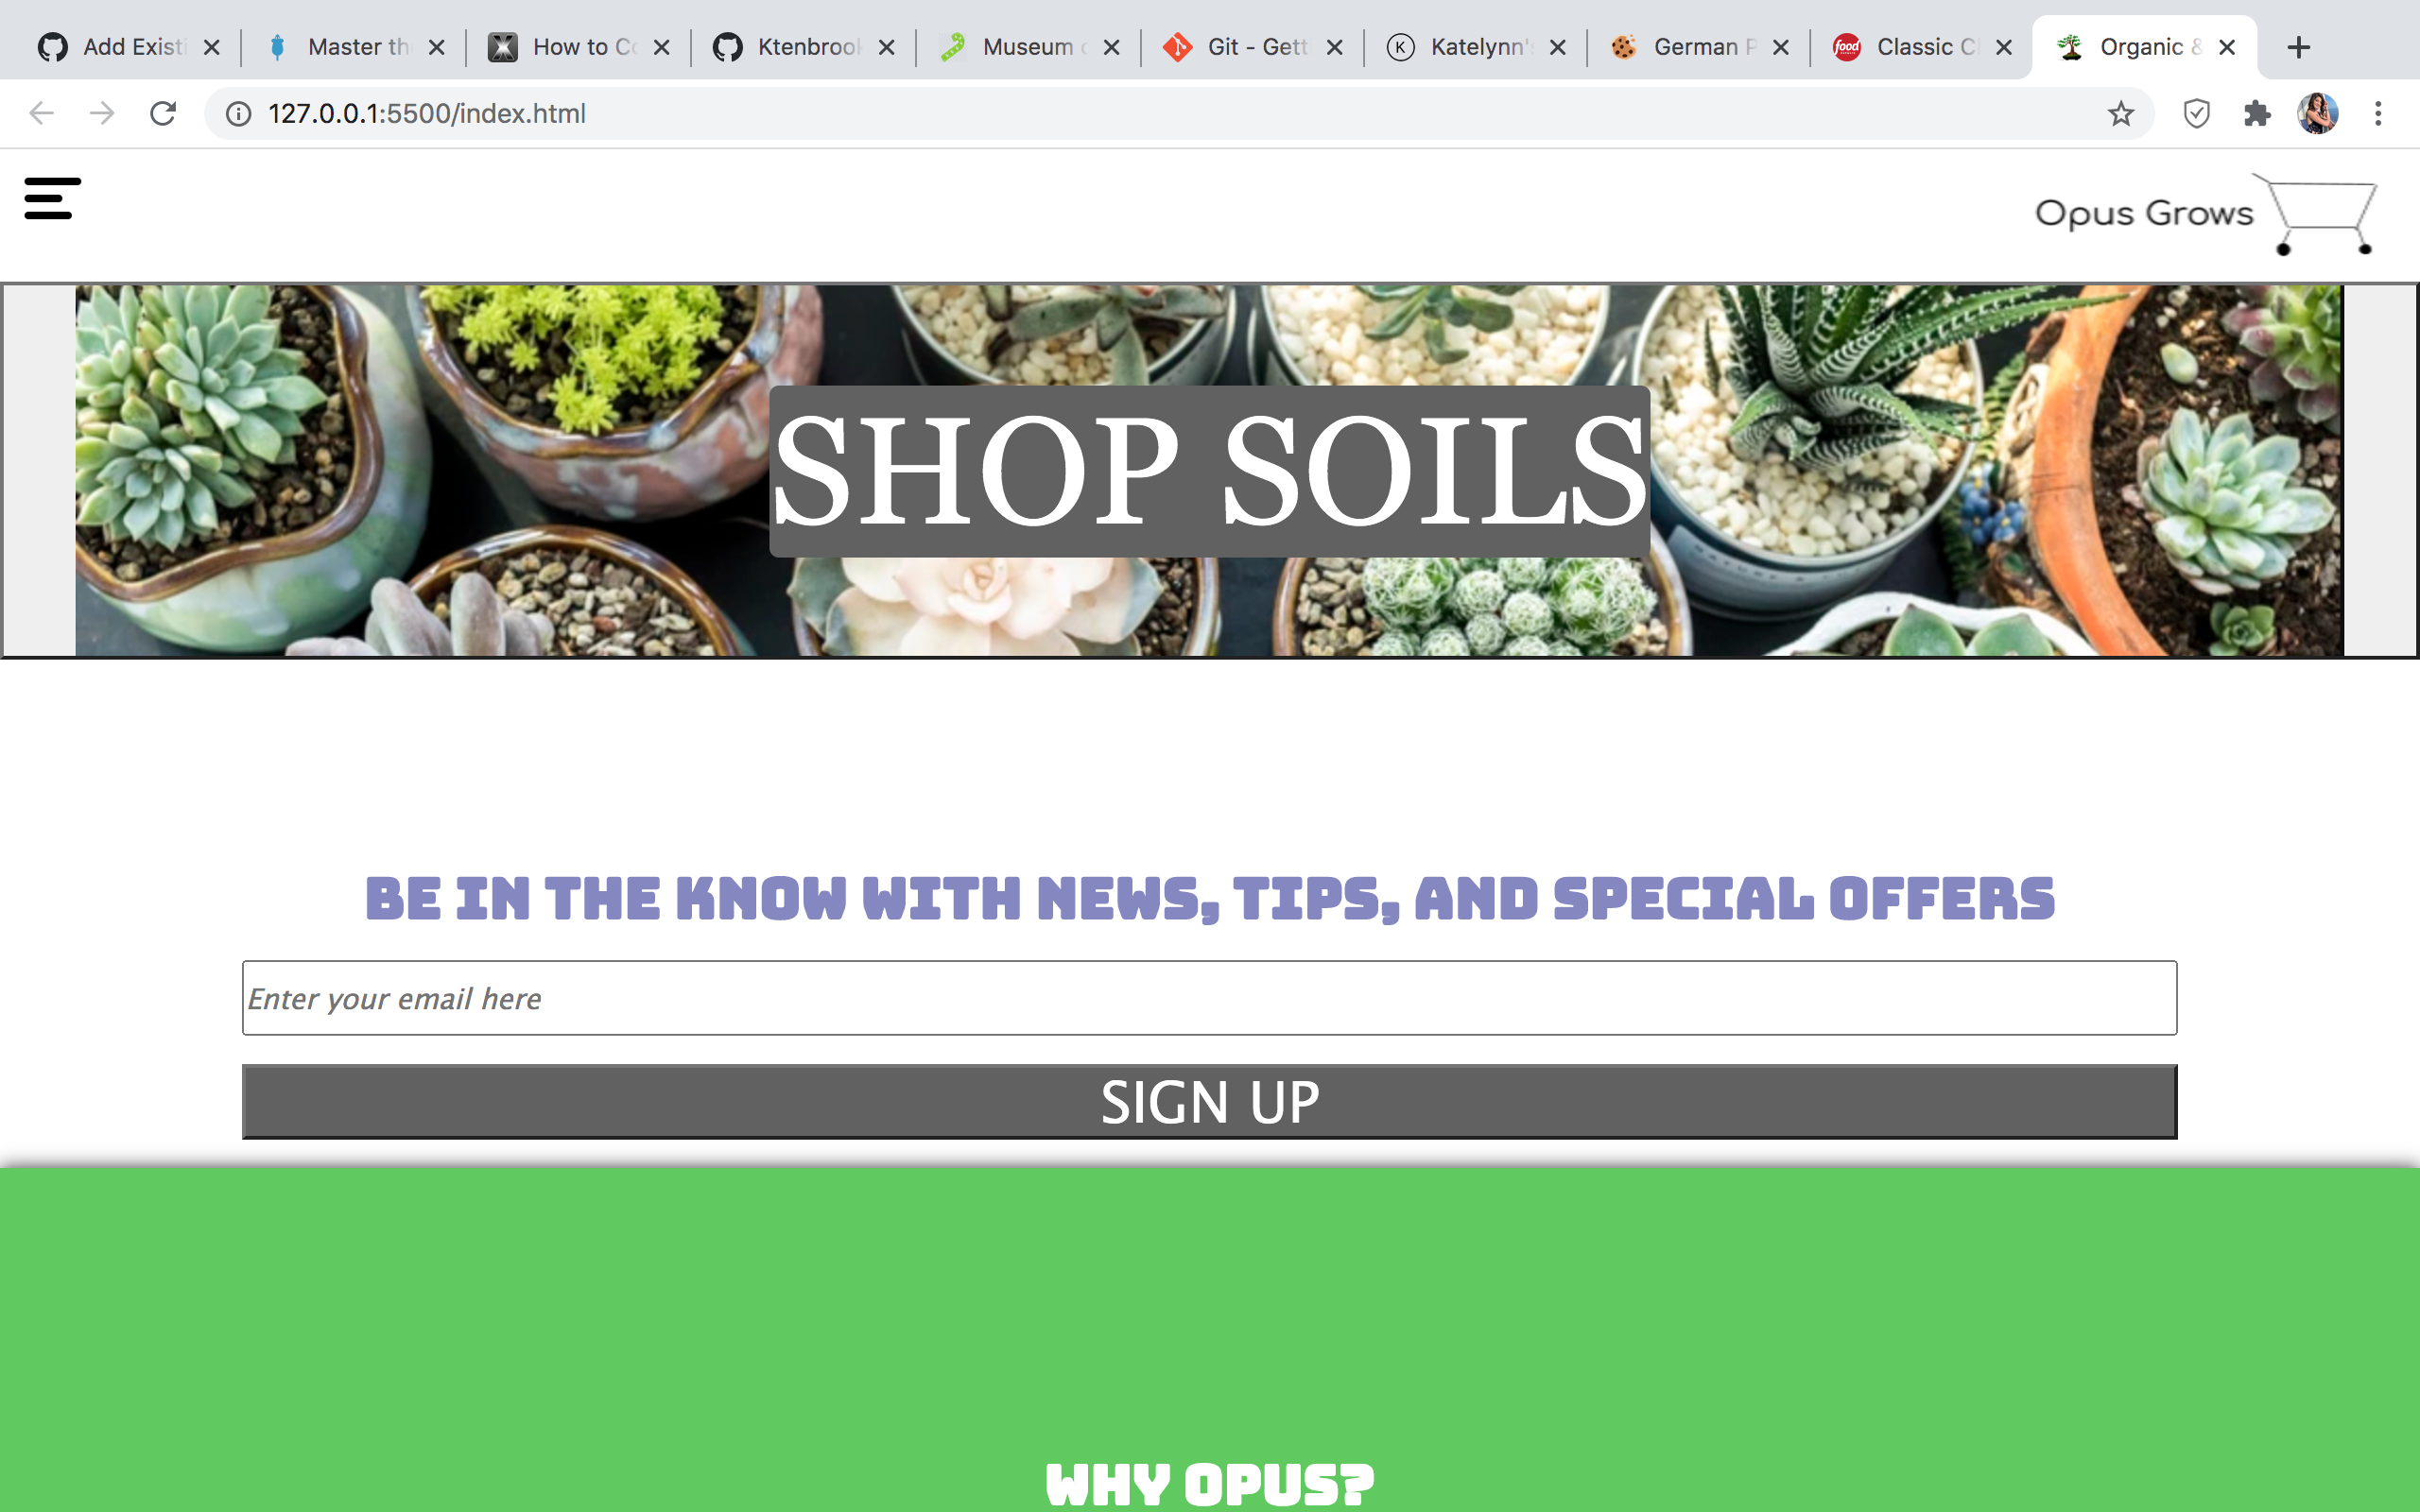 Add Existi
Master th
How to Co
Ktenbrook
Museum
Git - Gett
K
Katelynn's
German P
food
Classic C
Organic &
127.0.0.1:5500/index.html
Opus Grows
SHOP SOILS
BE IN THE KNOW WITH NEWS, TIPS, AND SPECIAL OFFERS
Enter your email here
SIGN UP
WHY OPUS?